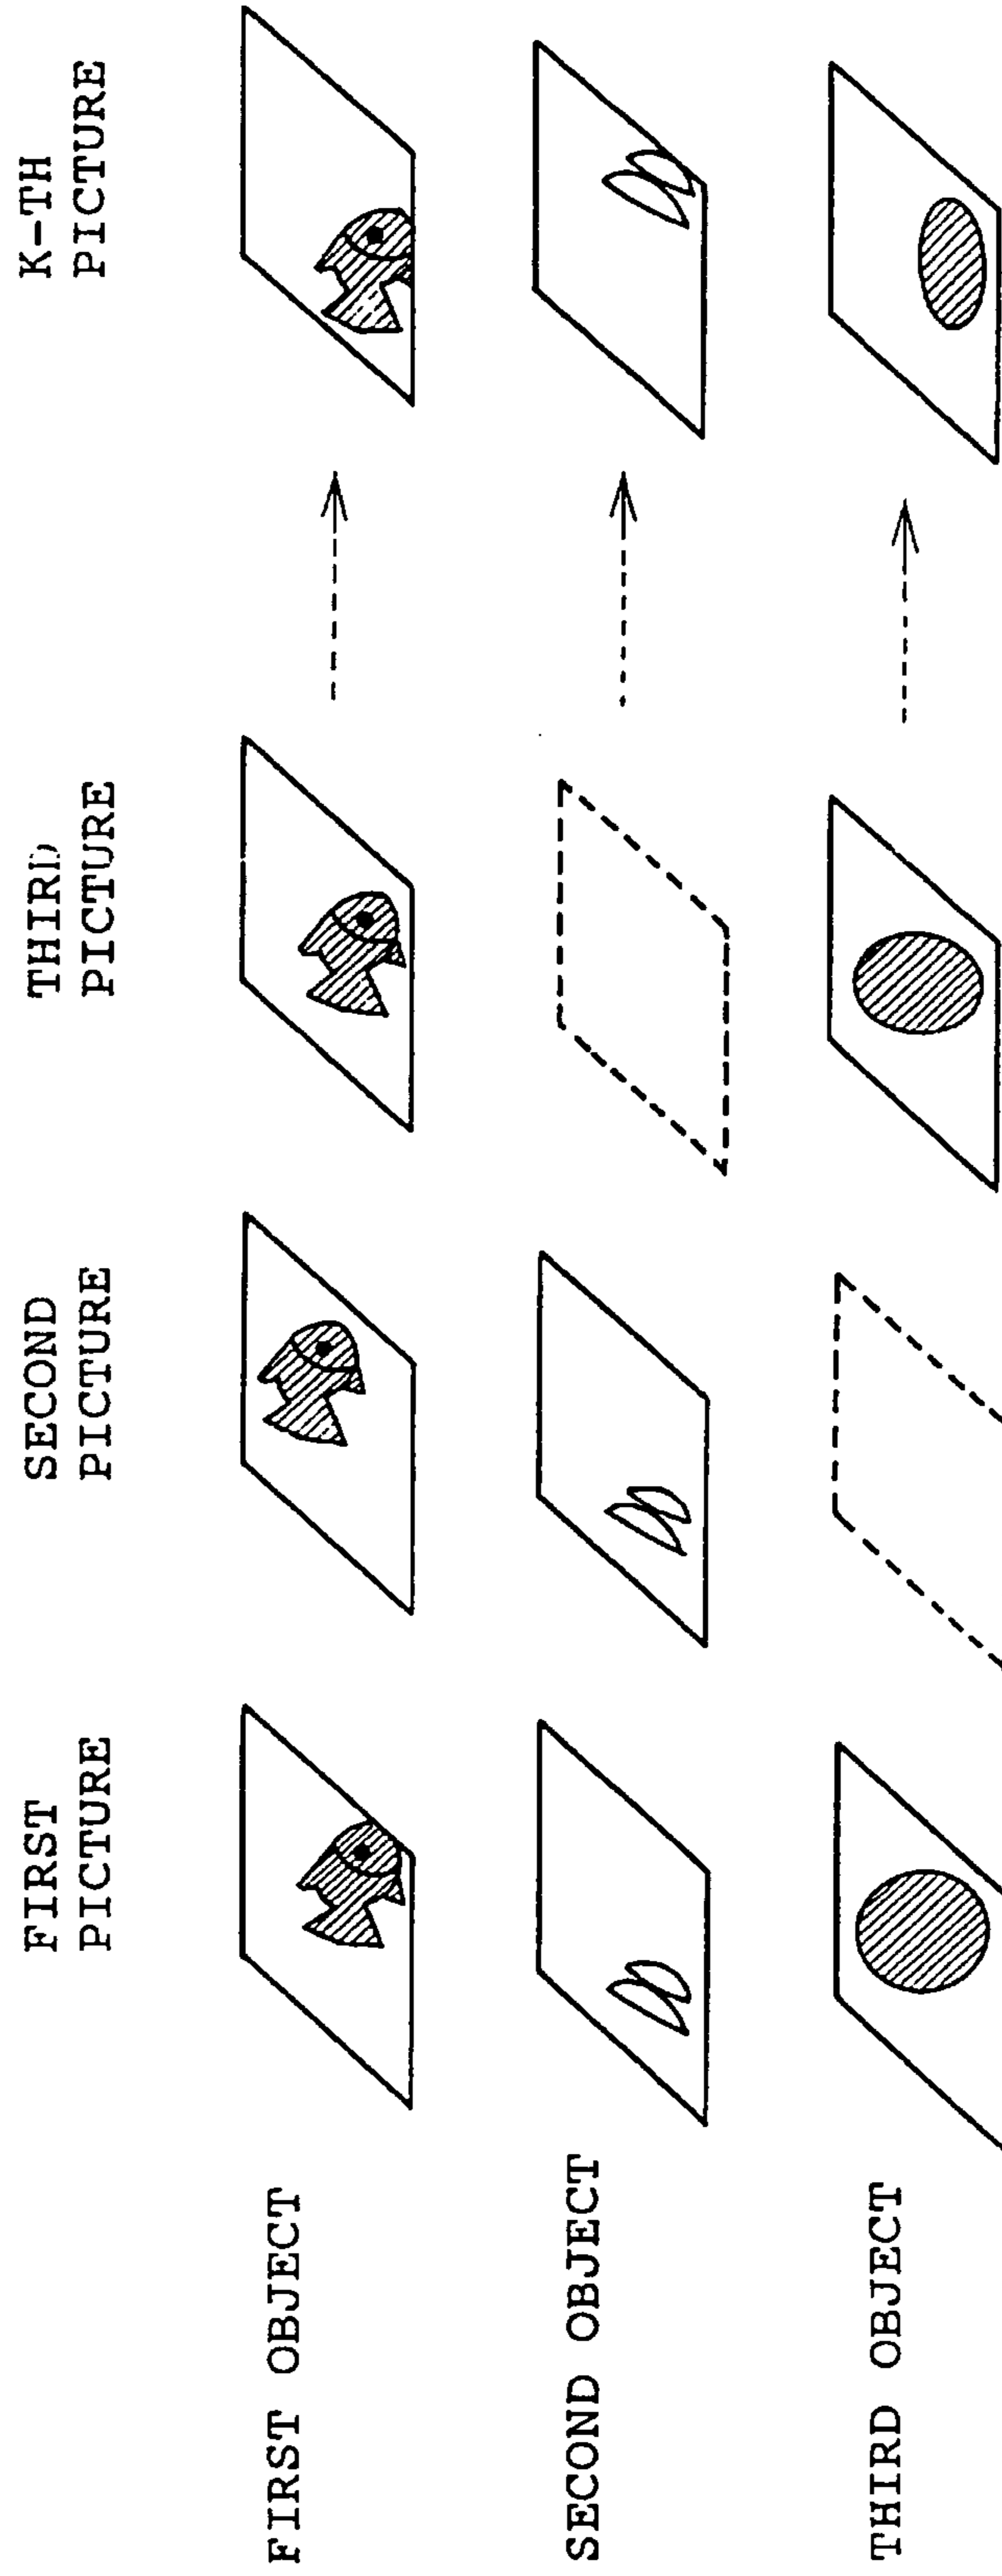 FIRST
PICTURE
SECOND
PICTURE
THIRD
PICTURE
K-TH
PICTURE
FIRST OBJECT
SECOND OBJECT
THIRD OBJECT